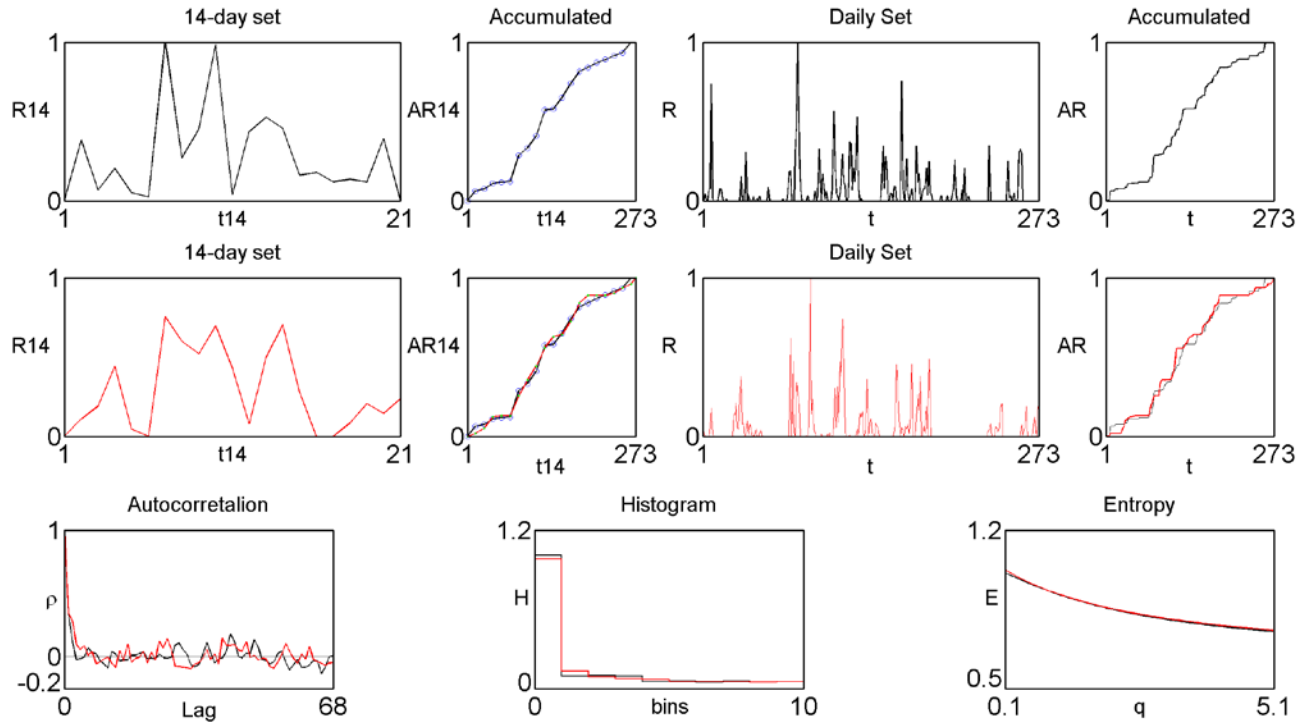 14-day set
Accumulated
Daily Set
Accumulated
1
R14
0
1
t14
21
1
AR14
0
1
t14
273
1
R
0
1
t
273
1
AR
0
1
t
273
14-day set
Daily Set
1
R14
0
1
t14
21
1
AR14
0
1
t14
273
1
R
0
1
t
273
1
AR
0
1
t
273
Autocorretalion
Histogram
Entropy
1
ρ
0
-0.2
0
Lag
68
1.2
H
0
0
bins
10
1.2
E
0.5
0.1
q
5.1